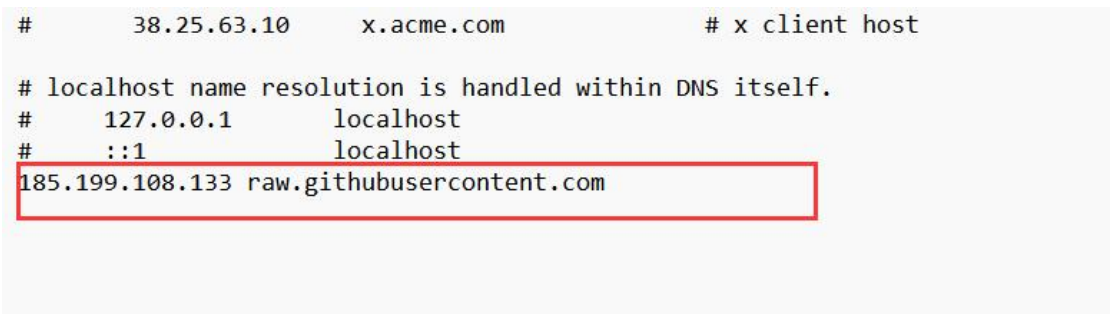 #       38.25.63.10     x.acme.com              # x client host
# localhost name resolution is handled within DNS itself.
#     127.0.0.1       localhost
#     ::1             localhost
185.199.108.133 raw.githubusercontent.com